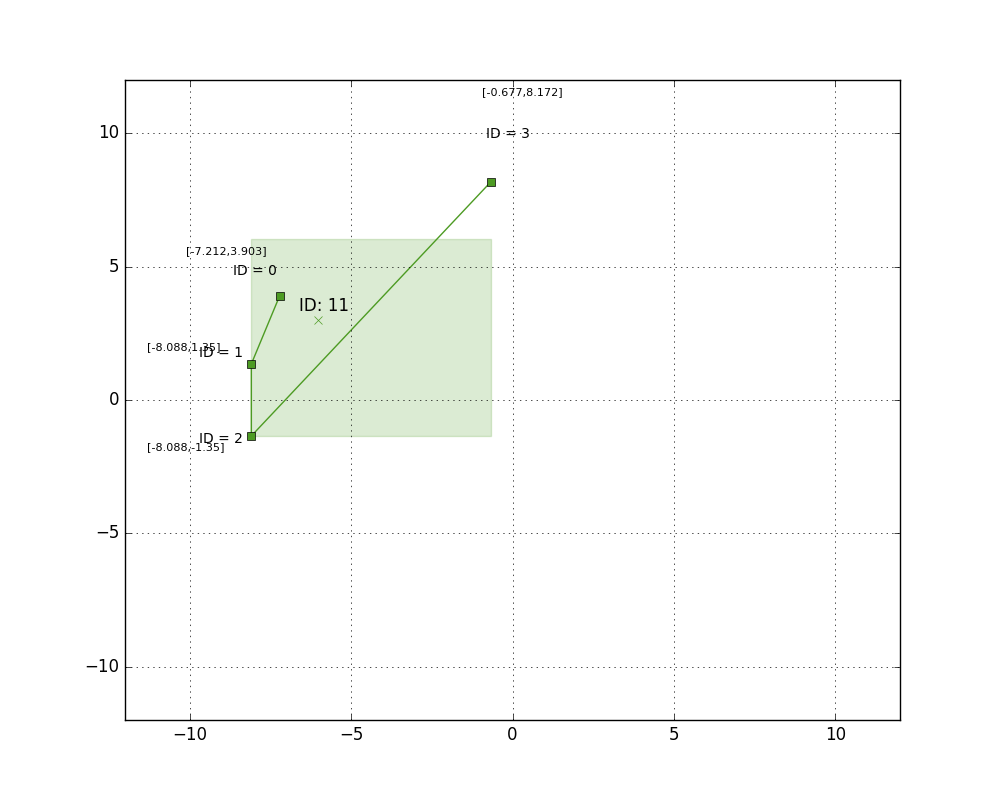 [-0.677,8.172]
10
ID = 3
[-7.212,3.903]
5
ID = 0
ID: 11
[-8.088,1.35]
ID = 1
0
ID = 2
[-8.088,-1.35]
−5
−10
−10
−5
0
5
10